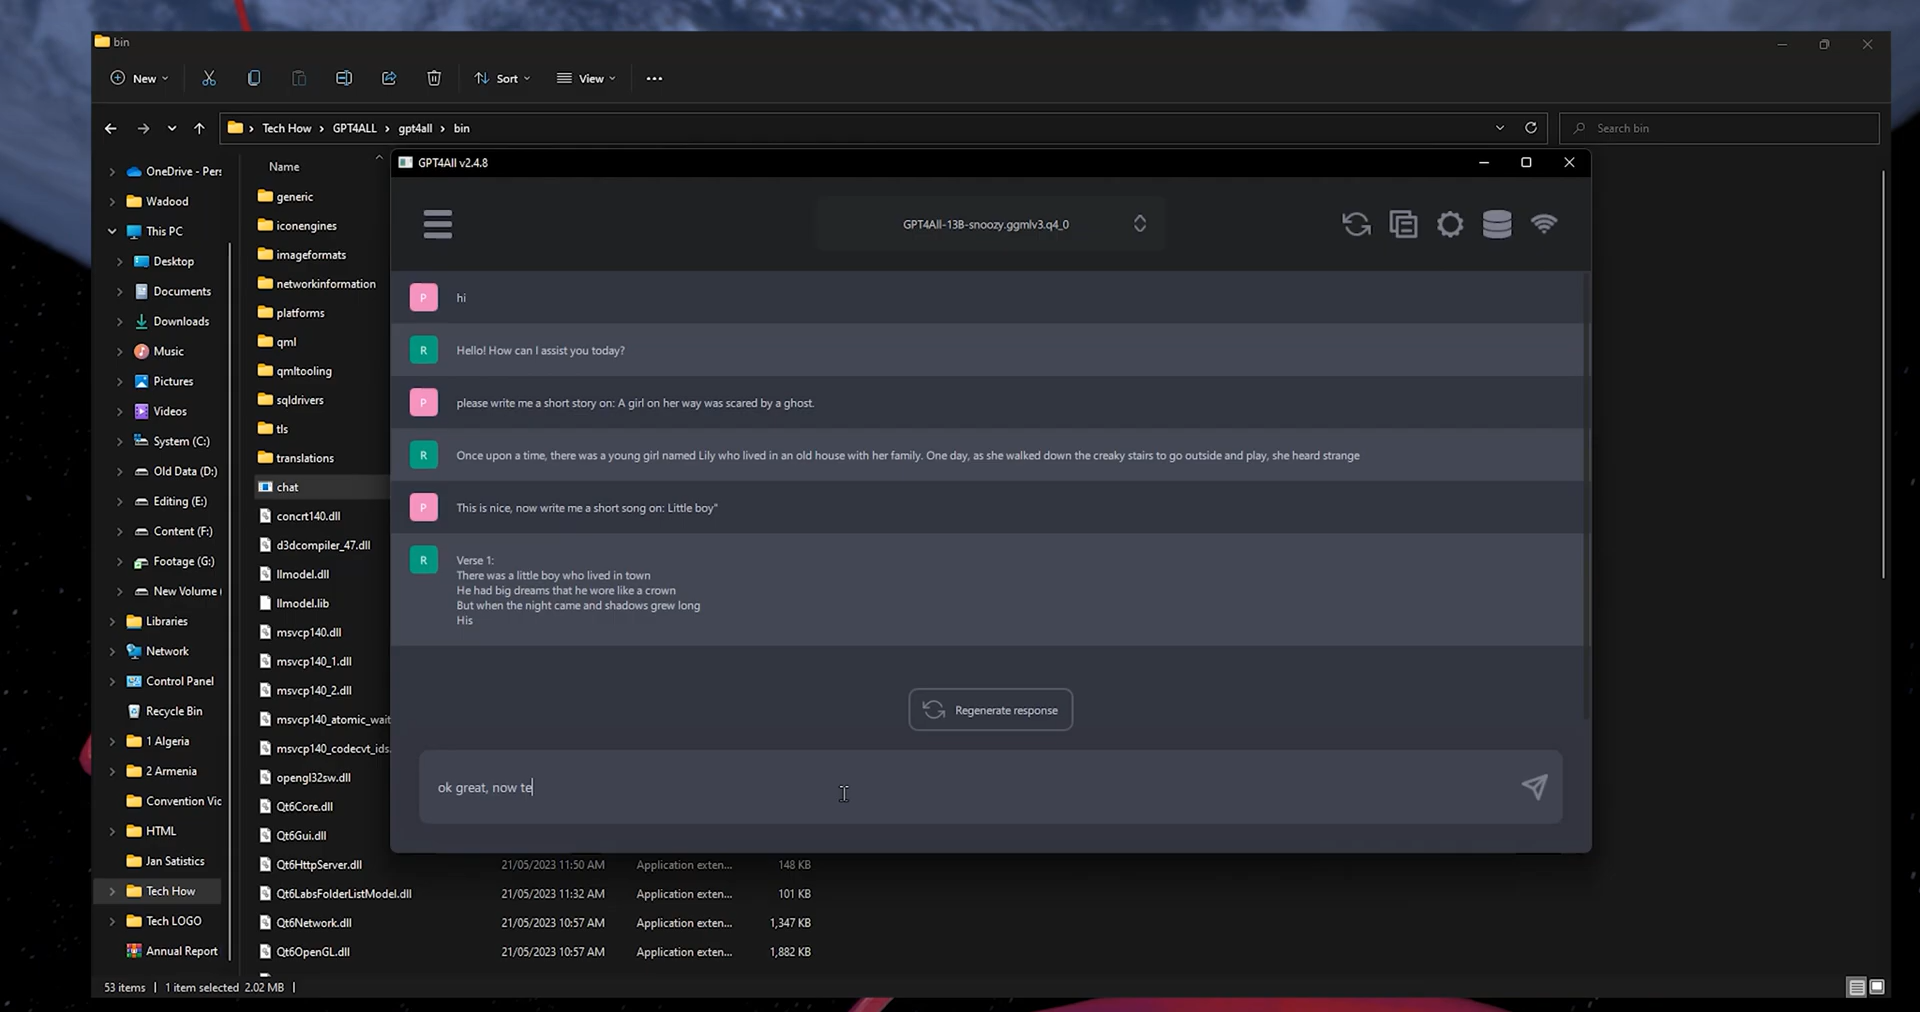 bin
New
Sort
View
Tech How > GPT4ALL > gpt4all > bin
Search bin
OneDrive - Pers
Wadood
This PC
Desktop
Documents
Downloads
Music
Pictures
Videos
System (C:)
Old Data (D:)
Editing (E:)
Content (F:)
Footage (G:)
New Volume (
Libraries
Network
Control Panel
Recycle Bin
1 Algeria
2 Armenia
Convention Vic
HTML
Jan Satistics
Tech How
Tech LOGO
Annual Report
Name
generic
iconengines
imageformats
networkinformation
platforms
qml
qmltooling
sqldrivers
tls
translations
chat
concrt140.dll
d3dcompiler_47.dll
llmodel.dll
llmodel.lib
msvcp140.dll
msvcp140_1.dll
msvcp140_2.dll
msvcp140_atomic_wait
msvcp140_codecvt_ids.
opengl32sw.dll
Qt6Core.dll
Qt6Gui.dll
Qt6HttpServer.dll 21/05/2023 11:50 AM Application exten... 148 KB
Qt6LabsFolderListModel.dll 21/05/2023 11:32 AM Application exten... 101 KB
Qt6Network.dll 21/05/2023 10:57 AM Application exten... 1,347 KB
Qt6OpenGL.dll 21/05/2023 10:57 AM Application exten... 1,882 KB
53 items | 1 item selected 2.02 MB |
GPT4All v2.4.8
GPT4All-13B-snoozy.ggmlv3.q4_0
P hi
R Hello! How can I assist you today?
P please write me a short story on: A girl on her way was scared by a ghost.
R Once upon a time, there was a young girl named Lily who lived in an old house with her family. One day, as she walked down the creaky stairs to go outside and play, she heard strange
P This is nice, now write me a short song on: Little boy"
R Verse 1:
There was a little boy who lived in town
He had big dreams that he wore like a crown
But when the night came and shadows grew long
His
Regenerate response
ok great, now te